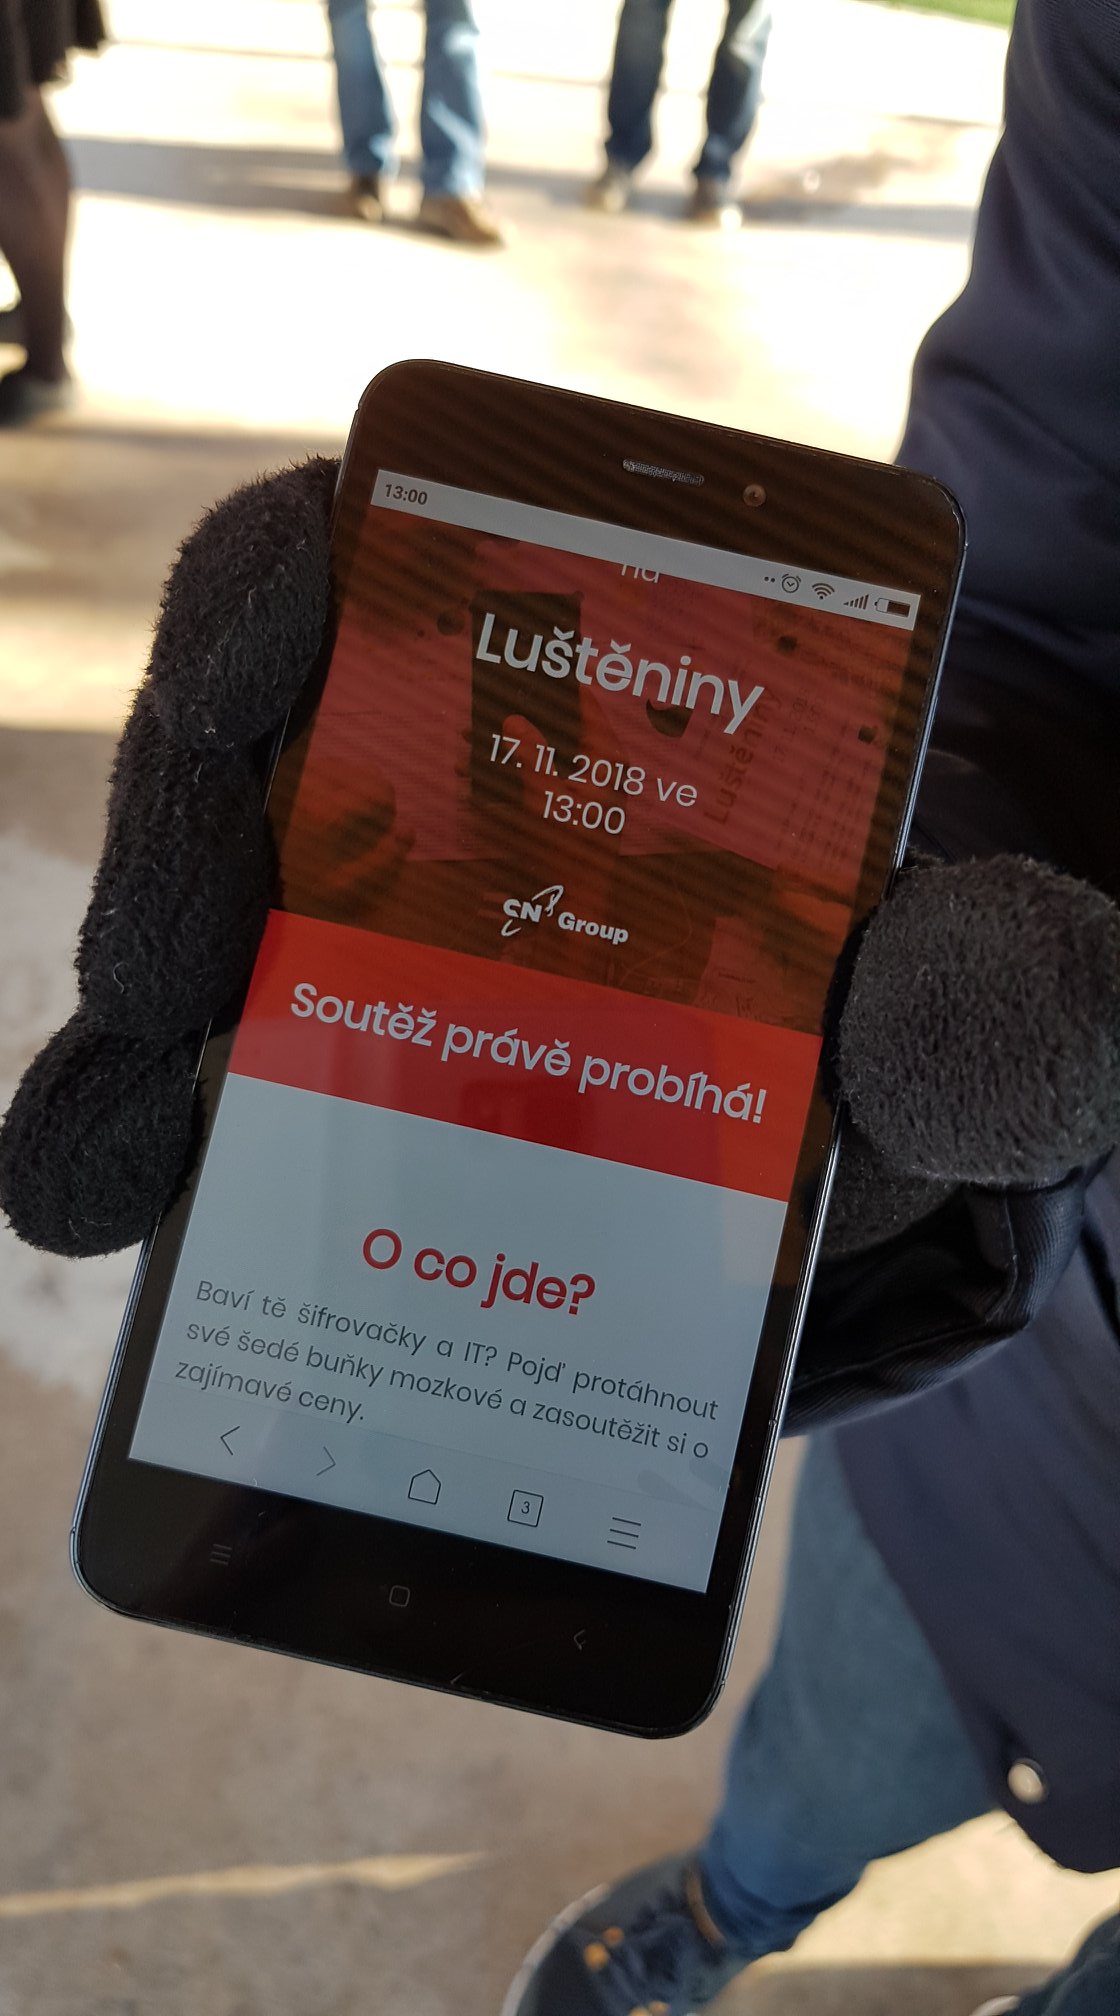 13:00
na
Luštěniny
17. 11. 2018 ve
13:00
CN Group
Soutěž právě probíhá!
O co jde?
Baví tě šifrovačky a IT? Pojď protáhnout
své šedé buňky mozkové a zasoutěžit si o
zajímavé ceny.
3